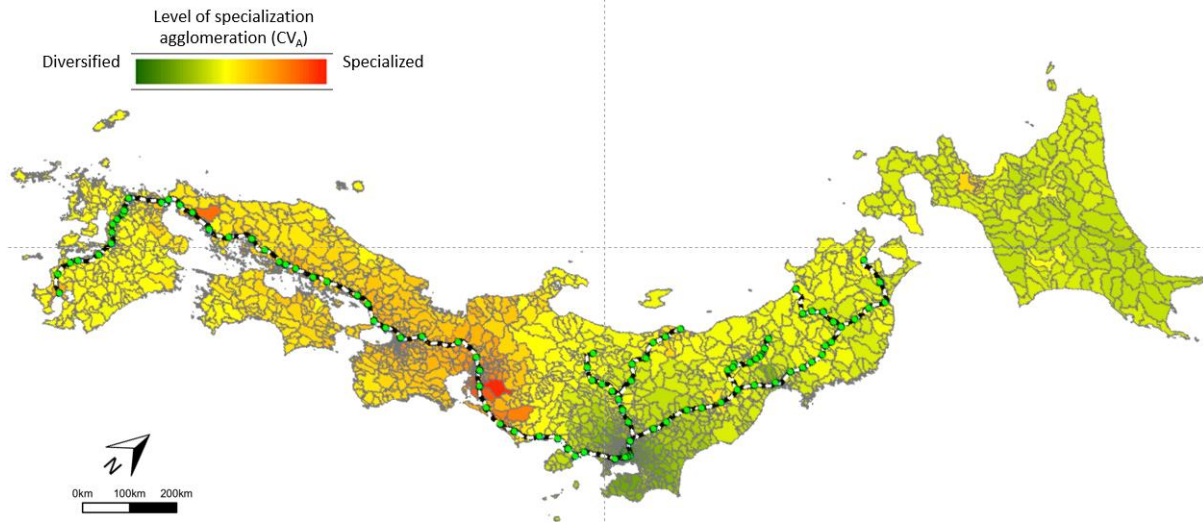 Level of specialization
agglomeration (CVA)
Diversified
Specialized
N
0km 100km 200km